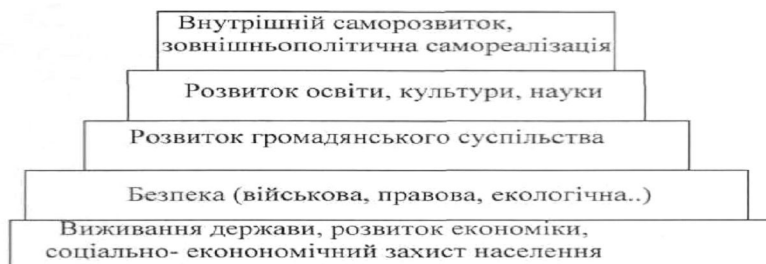 Внутрішній саморозвиток,
зовнішньополітична самореалізація
Розвиток освіти, культури, науки
Розвиток громадянського суспільства
Безпека (військова, правова, екологічна..)
Виживання держави, розвиток економіки,
соціально- еконономічний захист населення